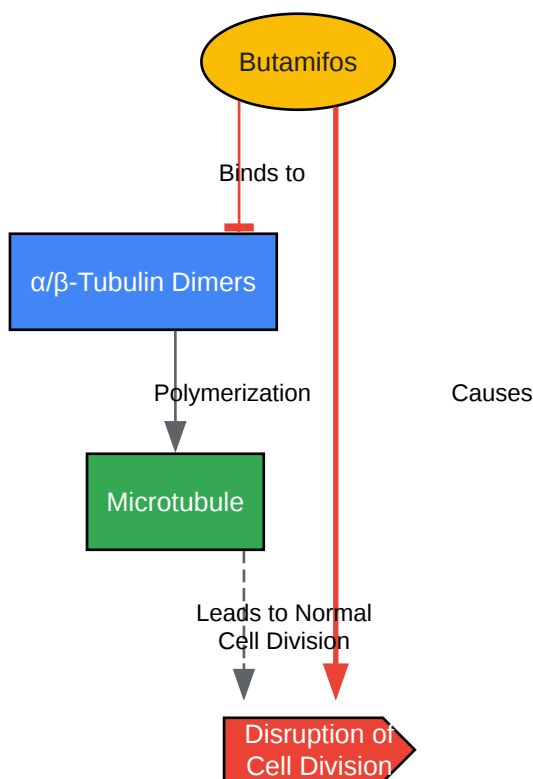 Butamifos
Binds to
α/β-Tubulin Dimers
Polymerization
Causes
Microtubule
Leads to Normal
Cell Division
Disruption of
Cell Division